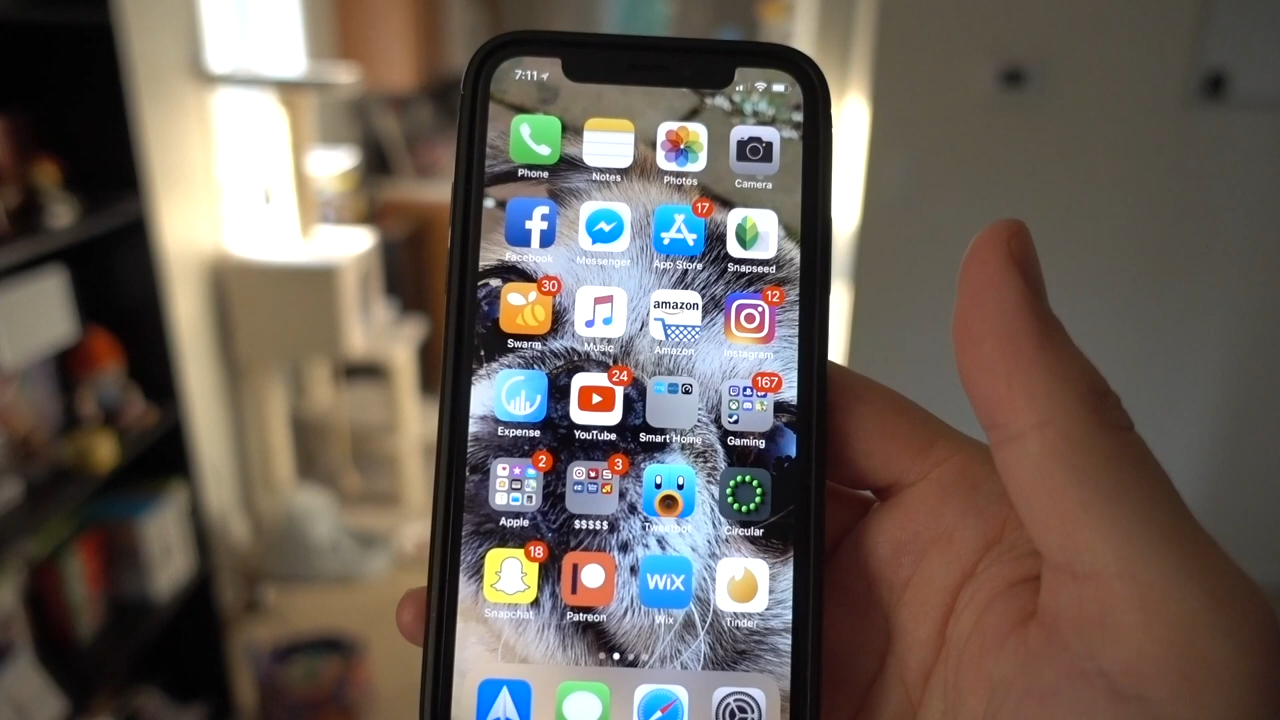 7:11
Phone Notes Photos Camera
17
Facebook Messenger App Store Snapseed
30 amazon 12
Swarm Music Amazon Instagram
24 167
Expense YouTube Smart Home Gaming
2 3
Apple $$$$$ Tweetbot Circular
18 WiX
Snapchat Patreon Wix Tinder